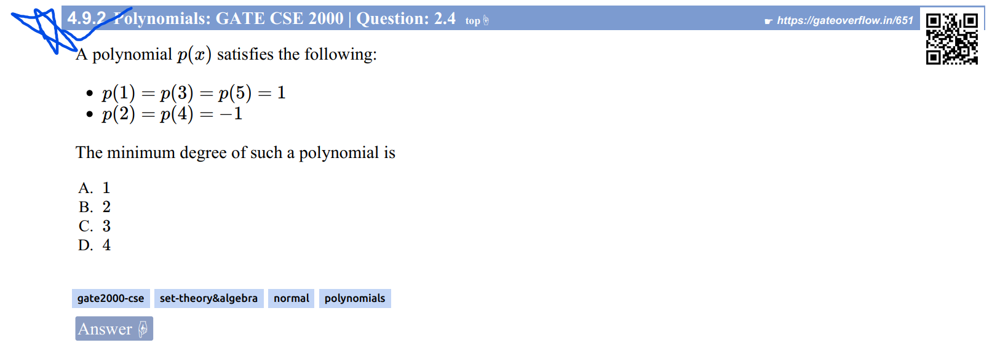 4.9.2 Polynomials: GATE CSE 2000 | Question: 2.4 top☟
☛ https://gateoverflow.in/651
A polynomial p(x) satisfies the following:
• p(1) = p(3) = p(5) = 1
• p(2) = p(4) = −1
The minimum degree of such a polynomial is
A. 1
B. 2
C. 3
D. 4
gate2000-cse set-theory&algebra normal polynomials
Answer ☟